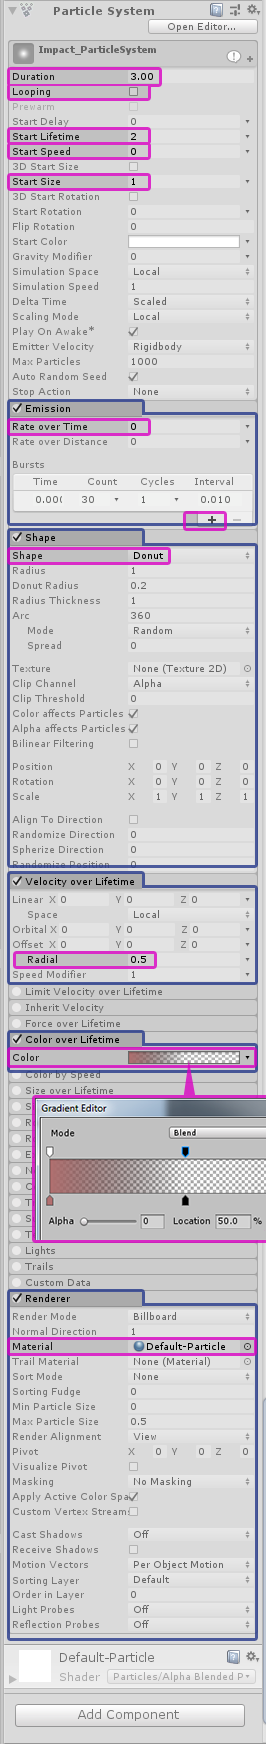 Particle System
Open Editor...
Impact_ParticleSystem
Duration 3.00
Looping
Prewarm
Start Delay 0
Start Lifetime 2
Start Speed 0
3D Start Size
Start Size 1
3D Start Rotation
Start Rotation 0
Flip Rotation 0
Start Color
Gravity Modifier 0
Simulation Space Local
Simulation Speed 1
Delta Time Scaled
Scaling Mode Local
Play On Awake*
Emitter Velocity Rigidbody
Max Particles 1000
Auto Random Seed
Stop Action None
Emission
Rate over Time 0
Rate over Distance 0
Bursts
Time Count Cycles Interval
0.00( 30 1 0.010
+ −
Shape
Shape Donut
Radius 1
Donut Radius 0.2
Radius Thickness 1
Arc 360
Mode Random
Spread 0
Texture None (Texture 2D)
Clip Channel Alpha
Clip Threshold 0
Color affects Particles
Alpha affects Particles
Bilinear Filtering
Position X 0 Y 0 Z 0
Rotation X 0 Y 0 Z 0
Scale X 1 Y 1 Z 1
Align To Direction
Randomize Direction 0
Spherize Direction 0
Randomize Position 0
Velocity over Lifetime
Linear X 0 Y 0 Z 0
Space Local
Orbital X 0 Y 0 Z 0
Offset X 0 Y 0 Z 0
Radial 0.5
Speed Modifier 1
Limit Velocity over Lifetime
Inherit Velocity
Force over Lifetime
Color over Lifetime
Color
Color by Speed
Size over Lifetime
Gradient Editor
Mode Blend
Alpha 0 Location 50.0 %
Lights
Trails
Custom Data
Renderer
Render Mode Billboard
Normal Direction 1
Material Default-Particle
Trail Material None (Material)
Sort Mode None
Sorting Fudge 0
Min Particle Size 0
Max Particle Size 0.5
Render Alignment View
Pivot X 0 Y 0 Z 0
Visualize Pivot
Masking No Masking
Apply Active Color Spa
Custom Vertex Streams
Cast Shadows Off
Receive Shadows
Motion Vectors Per Object Motion
Sorting Layer Default
Order in Layer 0
Light Probes Off
Reflection Probes Off
Default-Particle
Shader Particles/Alpha Blended P
Add Component